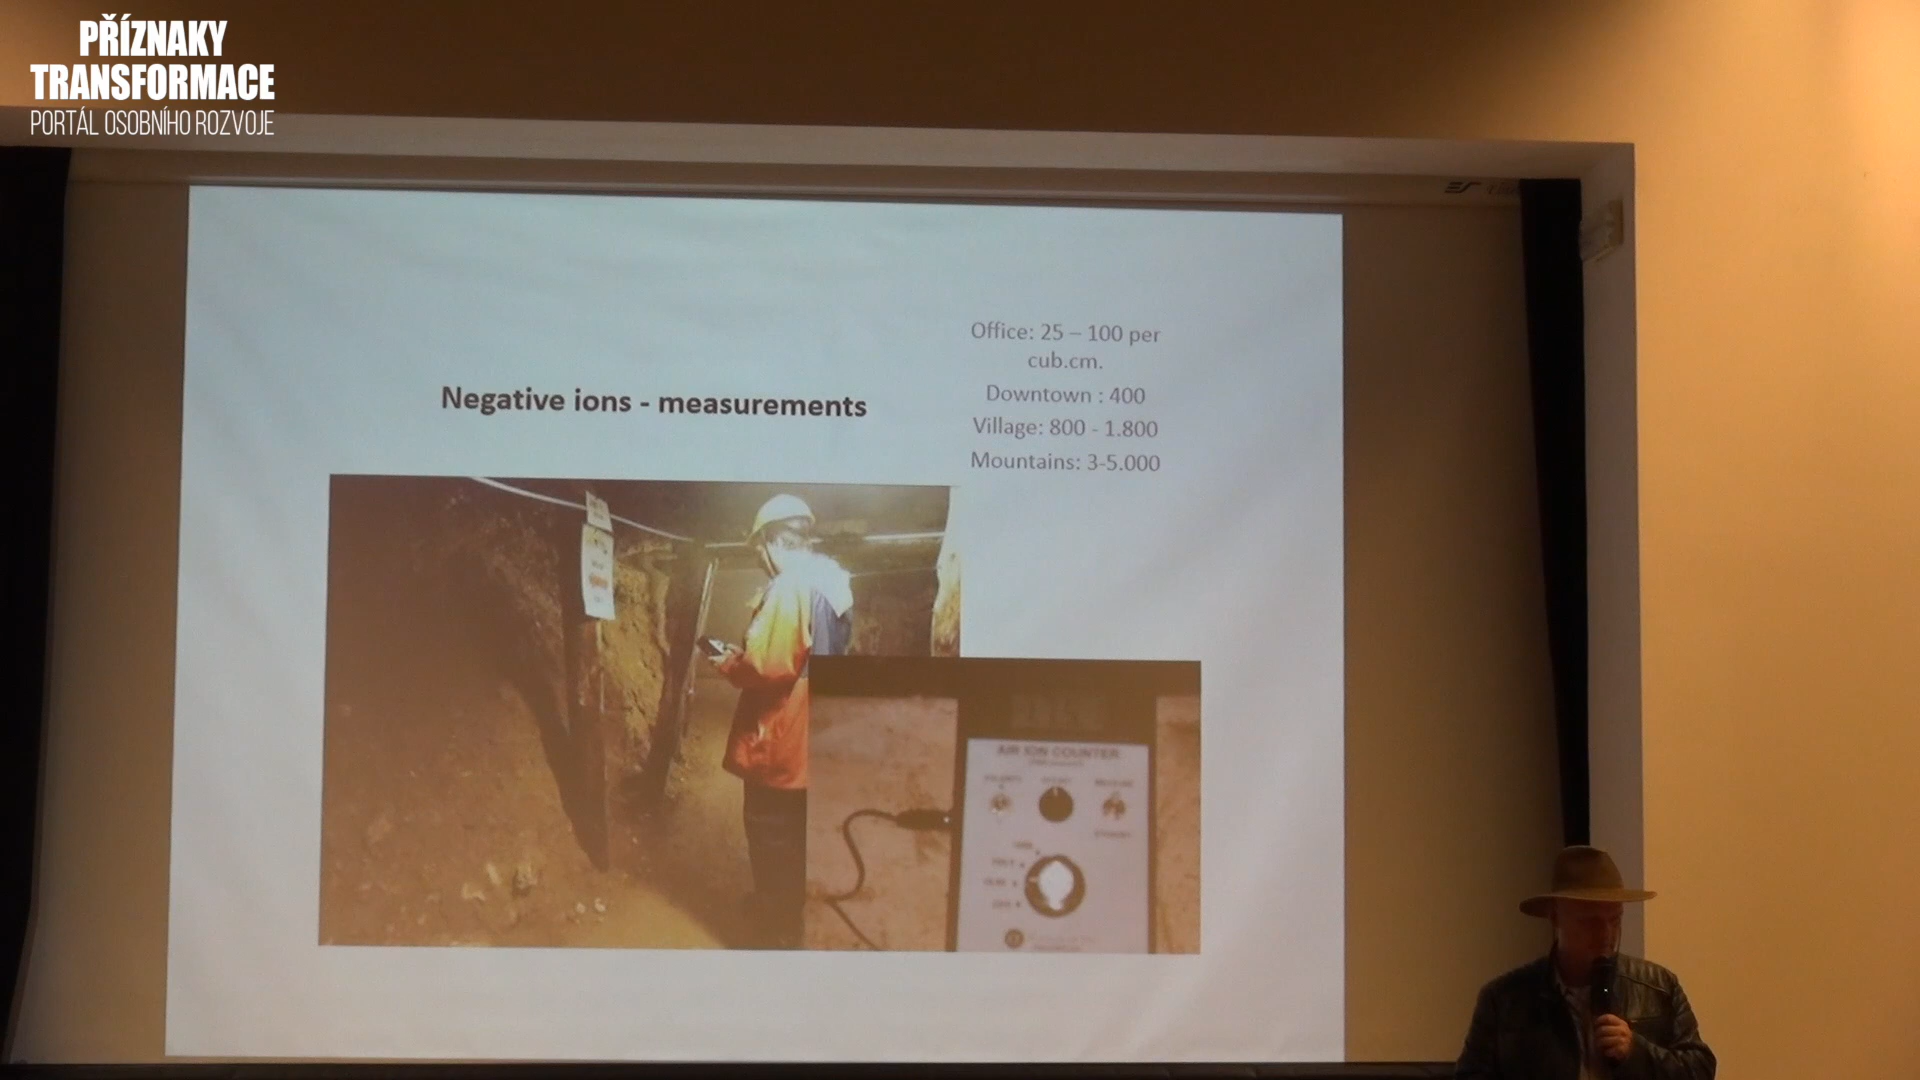 PŘÍZNAKY
TRANSFORMACE
PORTÁL OSOBNÍHO ROZVOJE
Office: 25 – 100 per
cub.cm.
Downtown : 400
Village: 800 - 1.800
Mountains: 3-5.000
Negative ions - measurements
AIR ION COUNTER